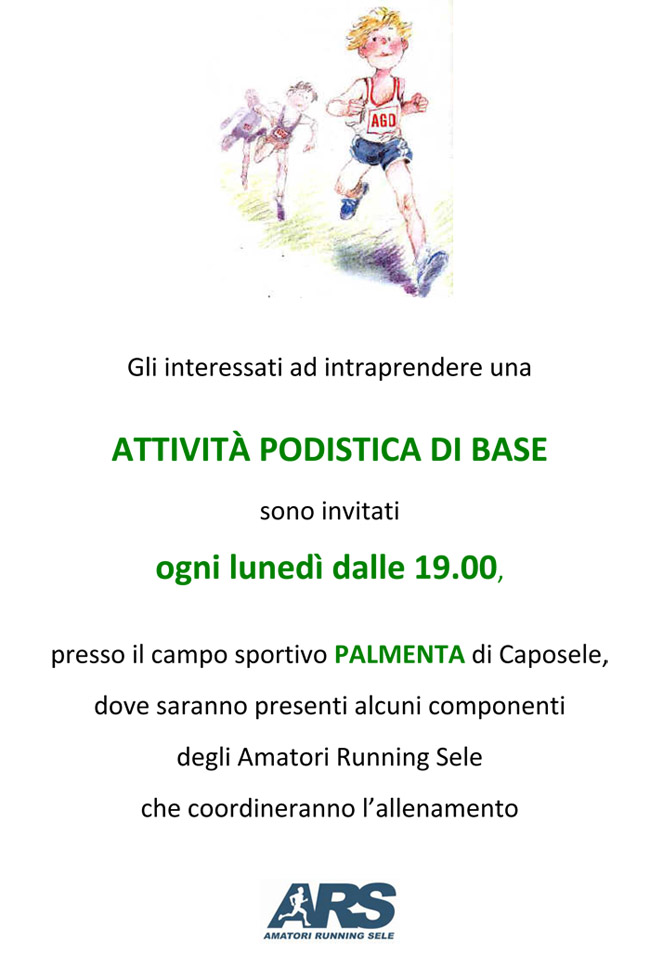 AGO
Gli interessati ad intraprendere una
ATTIVITÀ PODISTICA DI BASE
sono invitati
ogni lunedì dalle 19.00,
presso il campo sportivo PALMENTA di Caposele,
dove saranno presenti alcuni componenti
degli Amatori Running Sele
che coordineranno l’allenamento
ARS
AMATORI RUNNING SELE